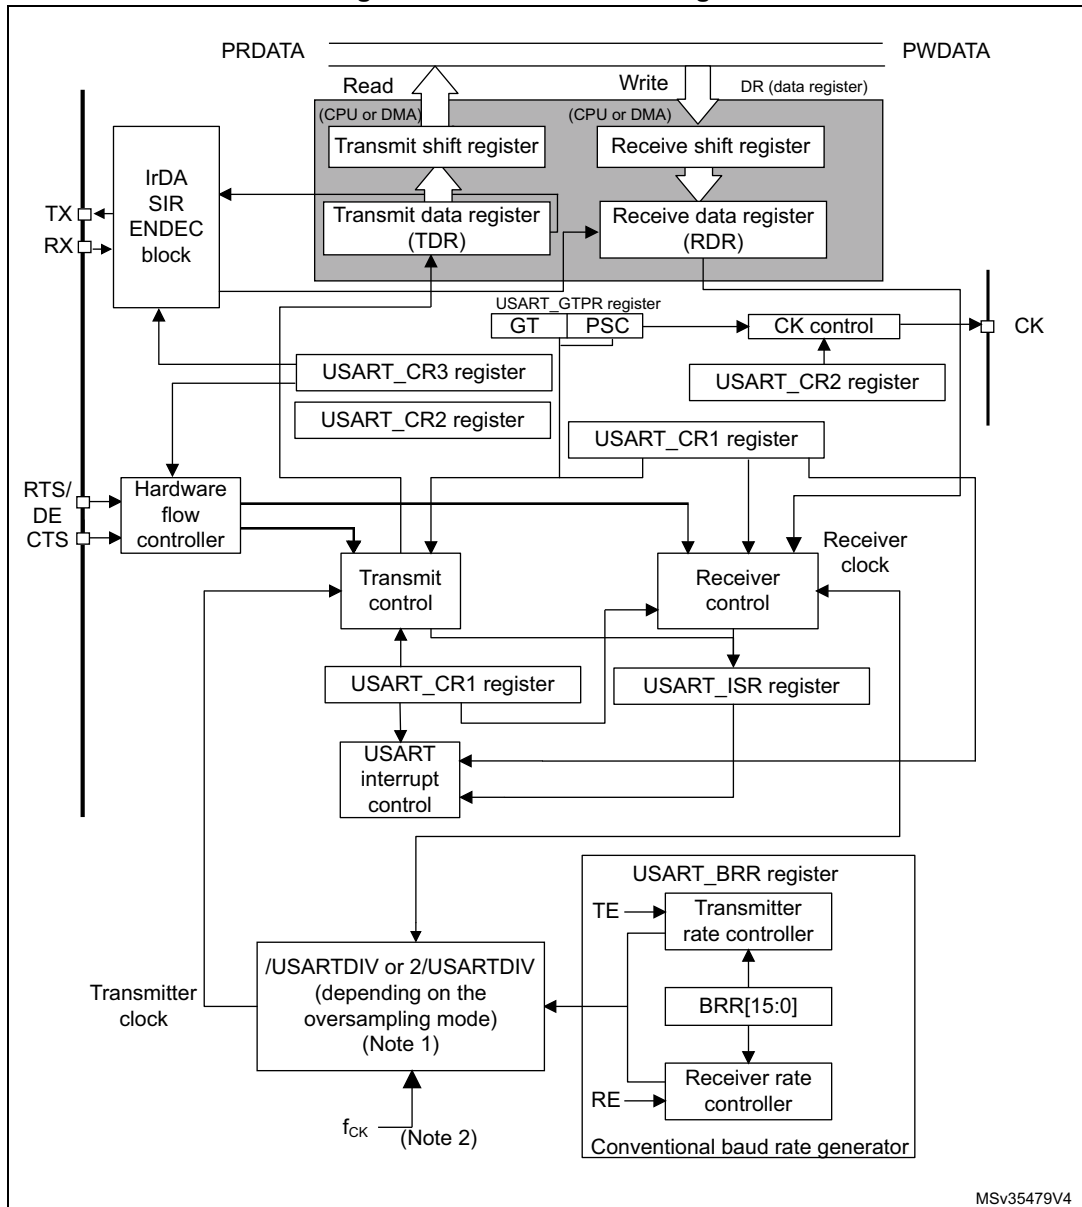 PRDATA
PWDATA
Read
Write
DR (data register)
(CPU or DMA)
(CPU or DMA)
Transmit shift register
Receive shift register
IrDA
SIR
ENDEC
block
TX
RX
Transmit data register
(TDR)
Receive data register
(RDR)
USART_GTPR register
GT
PSC
CK control
CK
USART_CR3 register
USART_CR2 register
USART_CR2 register
USART_CR1 register
RTS/
DE
CTS
Hardware
flow
controller
Receiver
clock
Transmit
control
Receiver
control
USART_CR1 register
USART_ISR register
USART
interrupt
control
USART_BRR register
TE
Transmitter
rate controller
/USARTDIV or 2/USARTDIV
(depending on the
oversampling mode)
(Note 1)
Transmitter
clock
BRR[15:0]
RE
Receiver rate
controller
fCK
(Note 2)
Conventional baud rate generator
MSv35479V4